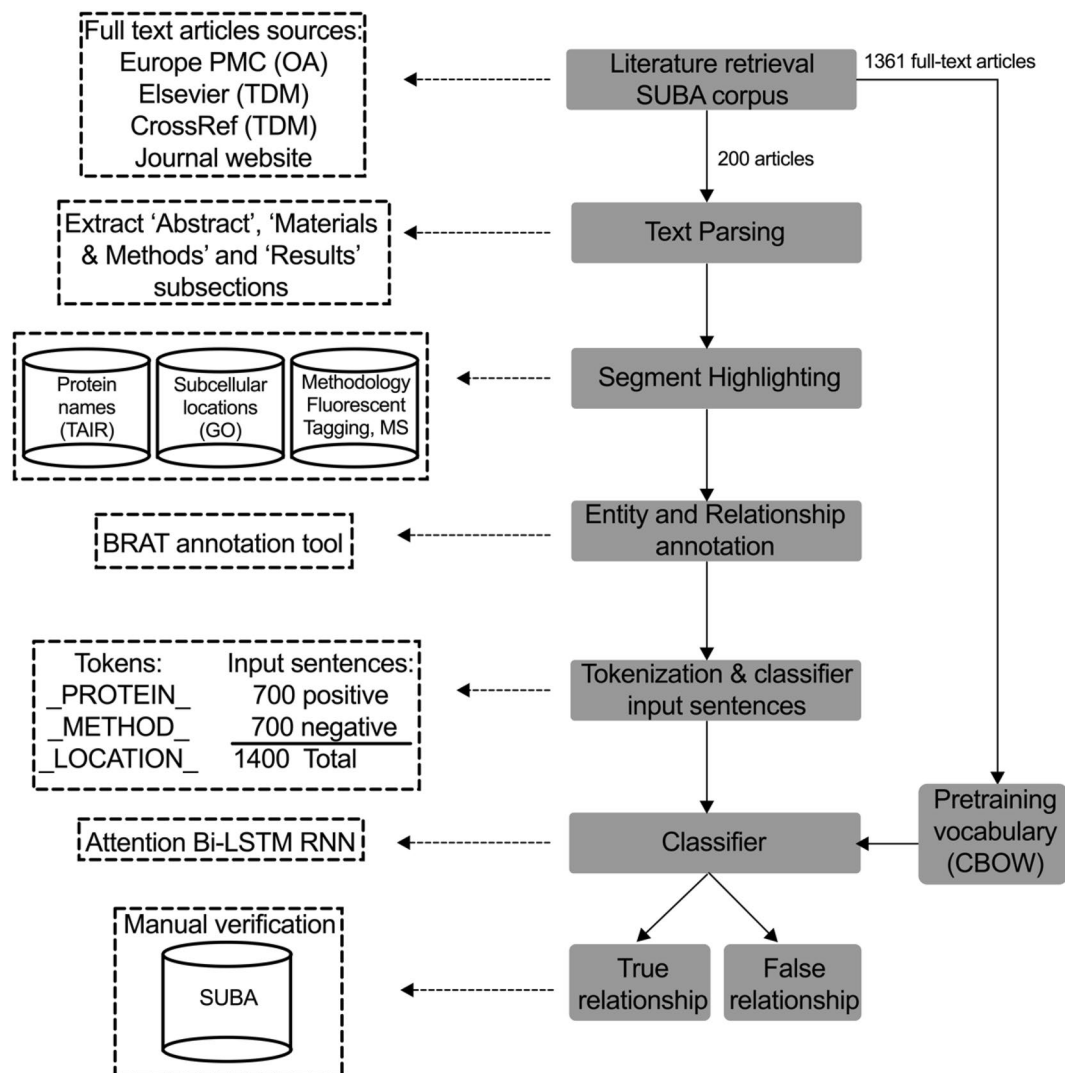 Full text articles sources:
Europe PMC (OA)
Elsevier (TDM)
CrossRef (TDM)
Journal website
Literature retrieval
SUBA corpus
1361 full-text articles
200 articles
Extract ‘Abstract’, ‘Materials
& Methods’ and ‘Results’
subsections
Text Parsing
Protein
names
(TAIR)
Subcellular
locations
(GO)
Methodology
Fluorescent
Tagging, MS
Segment Highlighting
BRAT annotation tool
Entity and Relationship
annotation
Tokens:
_PROTEIN_
_METHOD_
_LOCATION_
Input sentences:
700 positive
700 negative
1400 Total
Tokenization & classifier
input sentences
Attention Bi-LSTM RNN
Classifier
Pretraining
vocabulary
(CBOW)
Manual verification
SUBA
True
relationship
False
relationship